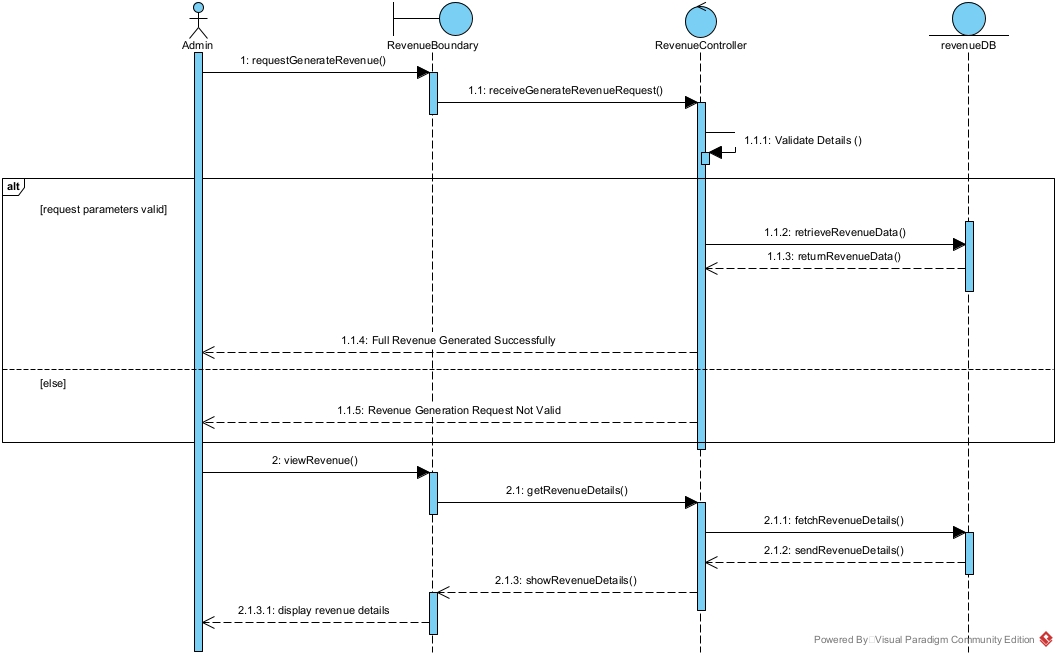 Admin
RevenueBoundary
RevenueController
revenueDB
1: requestGenerateRevenue()
1.1: receiveGenerateRevenueRequest()
1.1.1: Validate Details ()
alt
[request parameters valid]
1.1.2: retrieveRevenueData()
1.1.3: returnRevenueData()
1.1.4: Full Revenue Generated Successfully
[else]
1.1.5: Revenue Generation Request Not Valid
2: viewRevenue()
2.1: getRevenueDetails()
2.1.1: fetchRevenueDetails()
2.1.2: sendRevenueDetails()
2.1.3: showRevenueDetails()
2.1.3.1: display revenue details
Powered By Visual Paradigm Community Edition